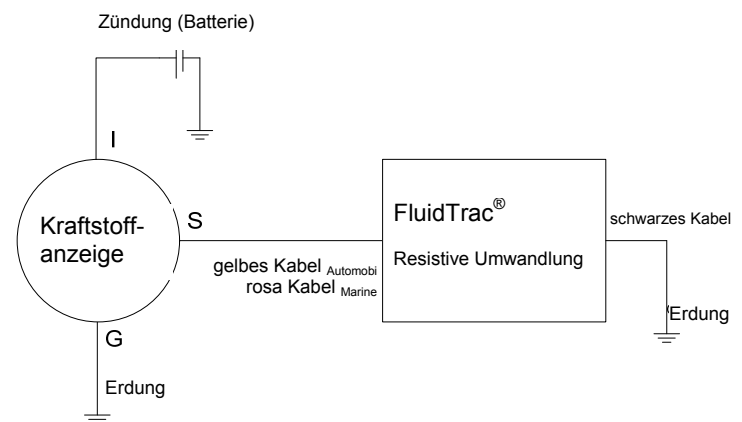 Zündung (Batterie)
I
Kraftstoff-
anzeige
S
gelbes Kabel Automobi
rosa Kabel Marine
FluidTrac®
Resistive Umwandlung
schwarzes Kabel
Erdung
G
Erdung